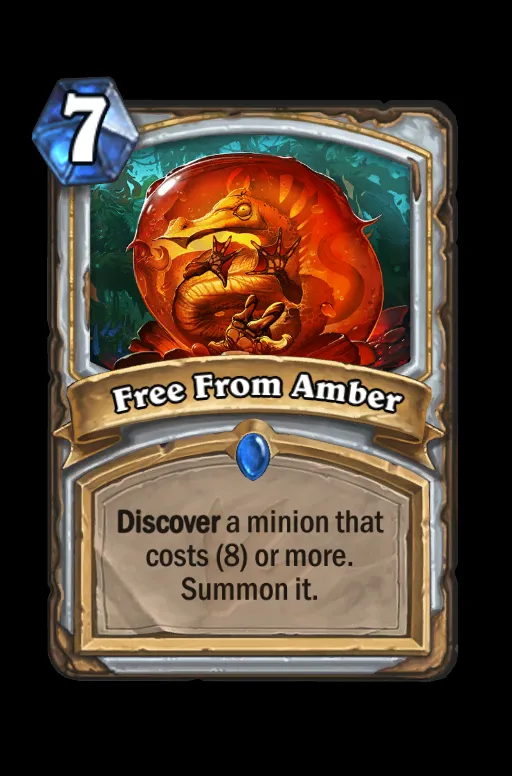 7
Free From Amber
Discover a minion that
costs (8) or more.
Summon it.